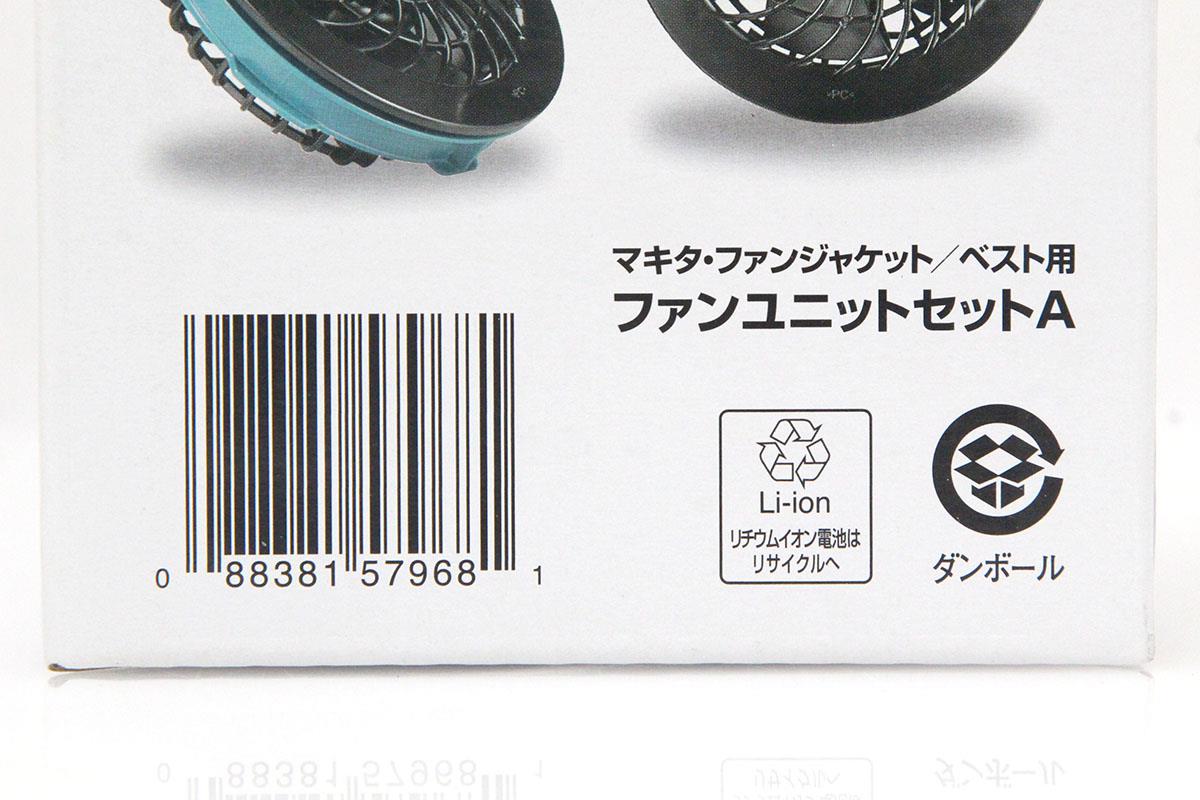 >PC<
マキタ・ファンジャケット/ベスト用
ファンユニットセットA
Li-ion
リチウムイオン電池は
リサイクルへ
ダンボール
0 88381 57968 1